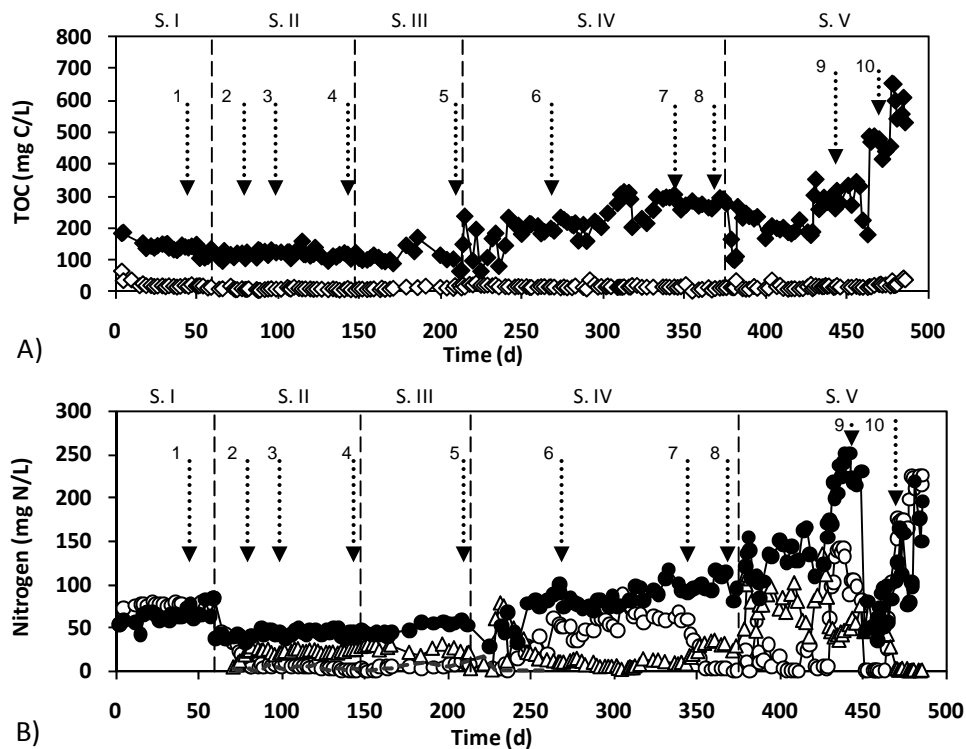 S. I S. II S. III S. IV S. V
800
700
600
500
400
300
200
100
0
TOC (mg C/L)
1 2 3 4 5 6 7 8 9 10
0 50 100 150 200 250 300 350 400 450 500
Time (d)
A)
S. I S. II S. III S. IV S. V
300
250
200
150
100
50
0
Nitrogen (mg N/L)
1 2 3 4 5 6 7 8 9 10
0 50 100 150 200 250 300 350 400 450 500
Time (d)
B)